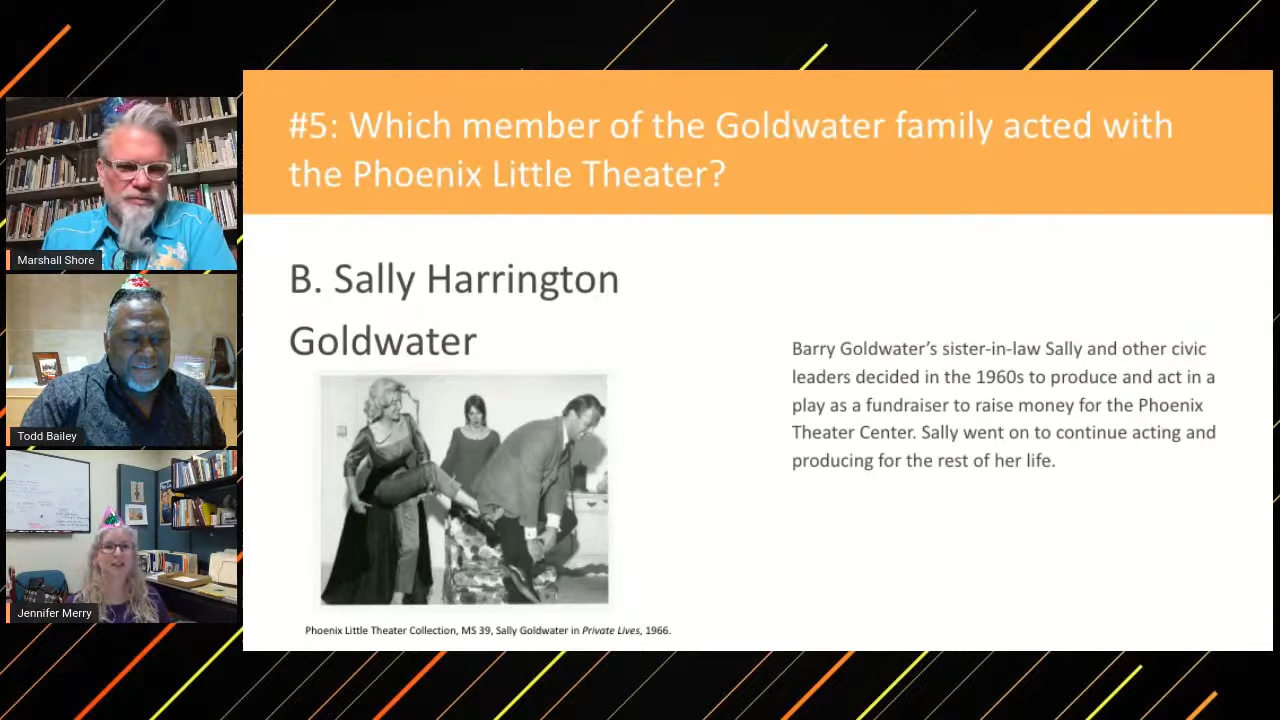 #5: Which member of the Goldwater family acted with
the Phoenix Little Theater?
B. Sally Harrington
Goldwater
Barry Goldwater’s sister-in-law Sally and other civic
leaders decided in the 1960s to produce and act in a
play as a fundraiser to raise money for the Phoenix
Theater Center. Sally went on to continue acting and
producing for the rest of her life.
Phoenix Little Theater Collection, MS 39, Sally Goldwater in Private Lives, 1966.
Marshall Shore
Todd Bailey
Jennifer Merry